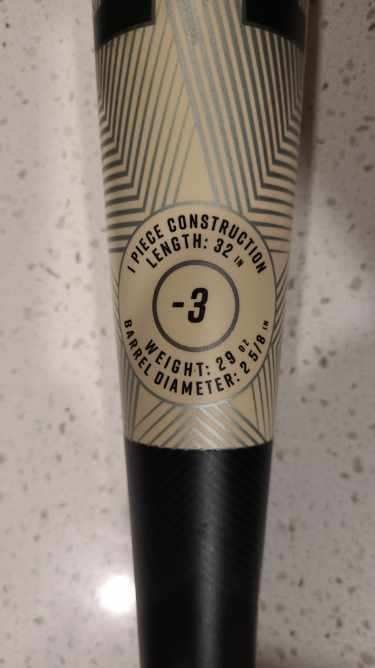 1 PIECE CONSTRUCTION
LENGTH: 32 IN
-3
WEIGHT: 29 OZ
BARREL DIAMETER: 2 5/8 IN